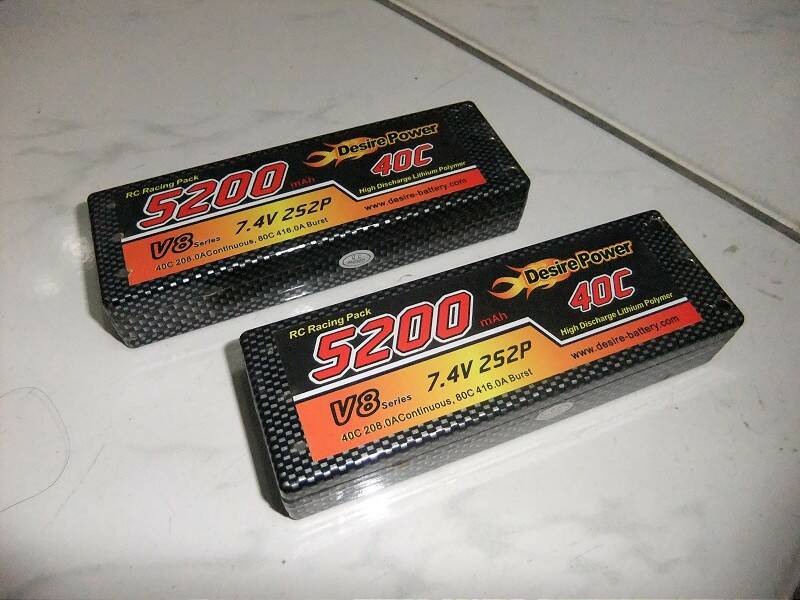 Desire Power
RC Racing Pack
5200 mAh
40C
High Discharge Lithium Polymer
V8 Series
7.4V 2S2P
www.desire-battery.com
40C 208.0AContinuous, 80C 416.0A Burst
Desire Power
RC Racing Pack
5200 mAh
40C
High Discharge Lithium Polymer
V8 Series
7.4V 2S2P
www.desire-battery.com
40C 208.0AContinuous, 80C 416.0A Burst